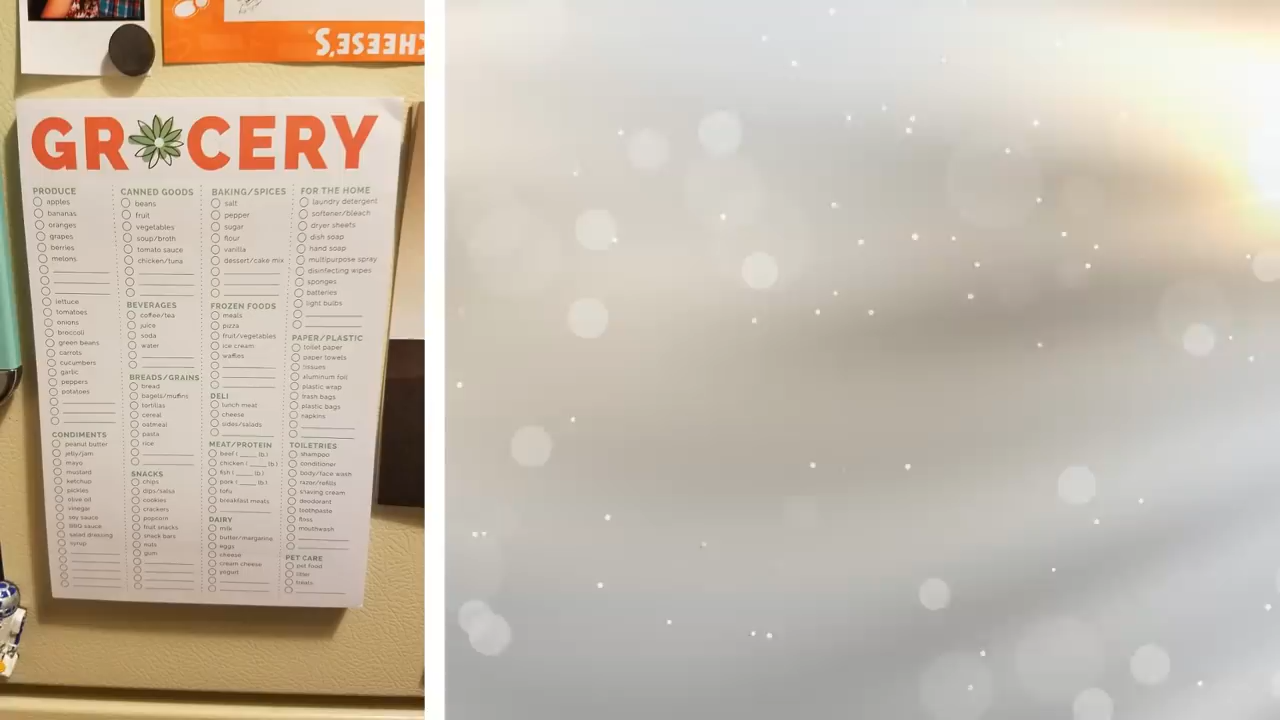 CHEESE'S
GROCERY
PRODUCE
apples
bananas
oranges
grapes
berries
melons
lettuce
tomatoes
onions
broccoli
green beans
carrots
cucumbers
garlic
peppers
potatoes
CONDIMENTS
peanut butter
jelly/jam
mayo
mustard
ketchup
pickles
olive oil
vinegar
soy sauce
BBQ sauce
salad dressing
syrup
CANNED GOODS
beans
fruit
vegetables
soup/broth
tomato sauce
chicken/tuna
BEVERAGES
coffee/tea
juice
soda
water
BREADS/GRAINS
bread
bagels/muffins
tortillas
cereal
oatmeal
pasta
rice
SNACKS
chips
dips/salsa
cookies
crackers
popcorn
fruit snacks
snack bars
nuts
gum
BAKING/SPICES
salt
pepper
sugar
flour
vanilla
dessert/cake mix
FROZEN FOODS
meals
pizza
fruit/vegetables
ice cream
waffles
DELI
lunch meat
cheese
sides/salads
MEAT/PROTEIN
beef ( ____ lb.)
chicken ( ____ lb.)
fish ( ____ lb.)
pork ( ____ lb.)
tofu
breakfast meats
DAIRY
milk
butter/margarine
eggs
cheese
cream cheese
yogurt
FOR THE HOME
laundry detergent
softener/bleach
dryer sheets
dish soap
hand soap
multipurpose spray
disinfecting wipes
sponges
batteries
light bulbs
PAPER/PLASTIC
toilet paper
paper towels
tissues
aluminum foil
plastic wrap
trash bags
plastic bags
napkins
TOILETRIES
shampoo
conditioner
body/face wash
razor/refills
shaving cream
deodorant
toothpaste
floss
mouthwash
PET CARE
pet food
litter
treats